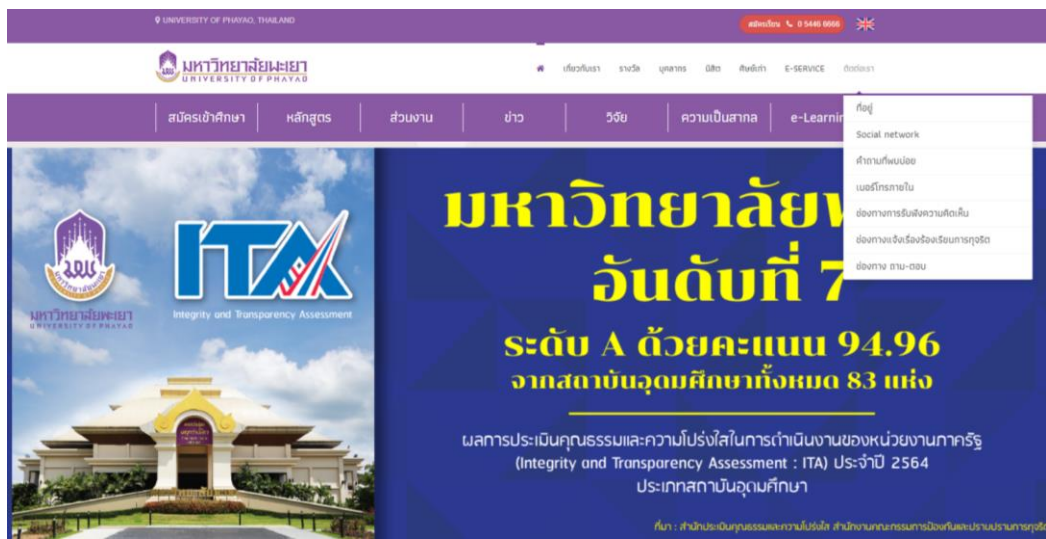 UNIVERSITY OF PHAYAO, THAILAND
สมัครเรียน 0 5446 6666
มหาวิทยาลัยพะเยา
UNIVERSITY OF PHAYAO
เกี่ยวกับเรา รางวัล บุคลากร นิสิต ศิษย์เก่า E-SERVICE ติดต่อเรา
สมัครเข้าศึกษา หลักสูตร ส่วนงาน ข่าว วิจัย ความเป็นสากล e-Learnin
ที่อยู่
Social network
คำถามที่พบบ่อย
เบอร์โทรภายใน
ช่องทางการรับฟังความคิดเห็น
ช่องทางแจ้งเรื่องร้องเรียนการทุจริต
ช่องทาง ถาม-ตอบ
มหาวิทยาลัย
อันดับที่ 7
ระดับ A ด้วยคะแนน 94.96
จากสถาบันอุดมศึกษาทั้งหมด 83 แห่ง
มหาวิทยาลัยพะเยา
UNIVERSITY OF PHAYAO
ITA
Integrity and Transparency Assessment
ผลการประเมินคุณธรรมและความโปร่งใสในการดำเนินงานของหน่วยงานภาครัฐ
(Integrity and Transparency Assessment : ITA) ประจำปี 2564
ประเภทสถาบันอุดมศึกษา
ที่มา : สำนักประเมินคุณธรรมและความโปร่งใส สำนักงานคณะกรรมการป้องกันและปราบปรามการทุจริต